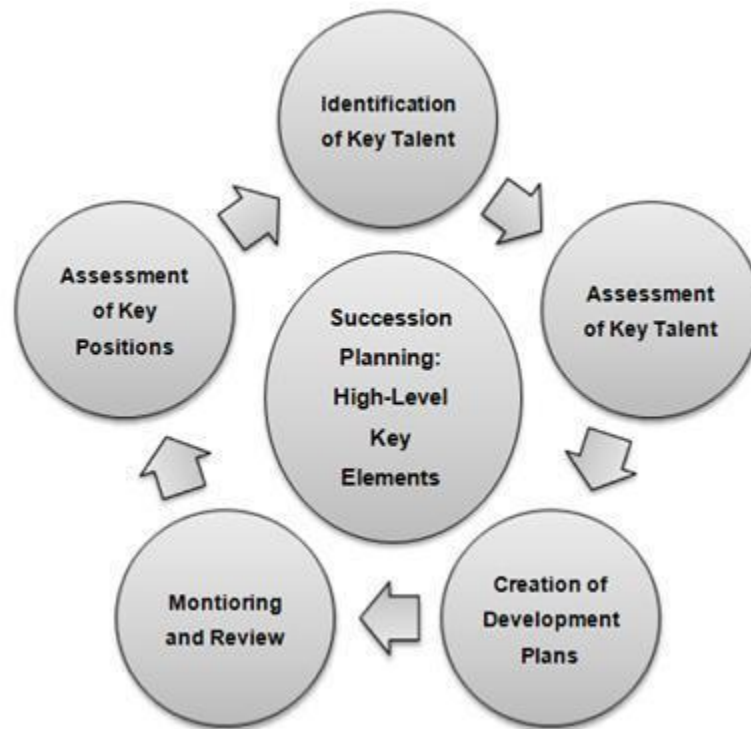 Identification
of Key Talent
Assessment
of Key Talent
Creation of
Development
Plans
Montioring
and Review
Assessment
of Key
Positions
Succession
Planning:
High-Level
Key
Elements